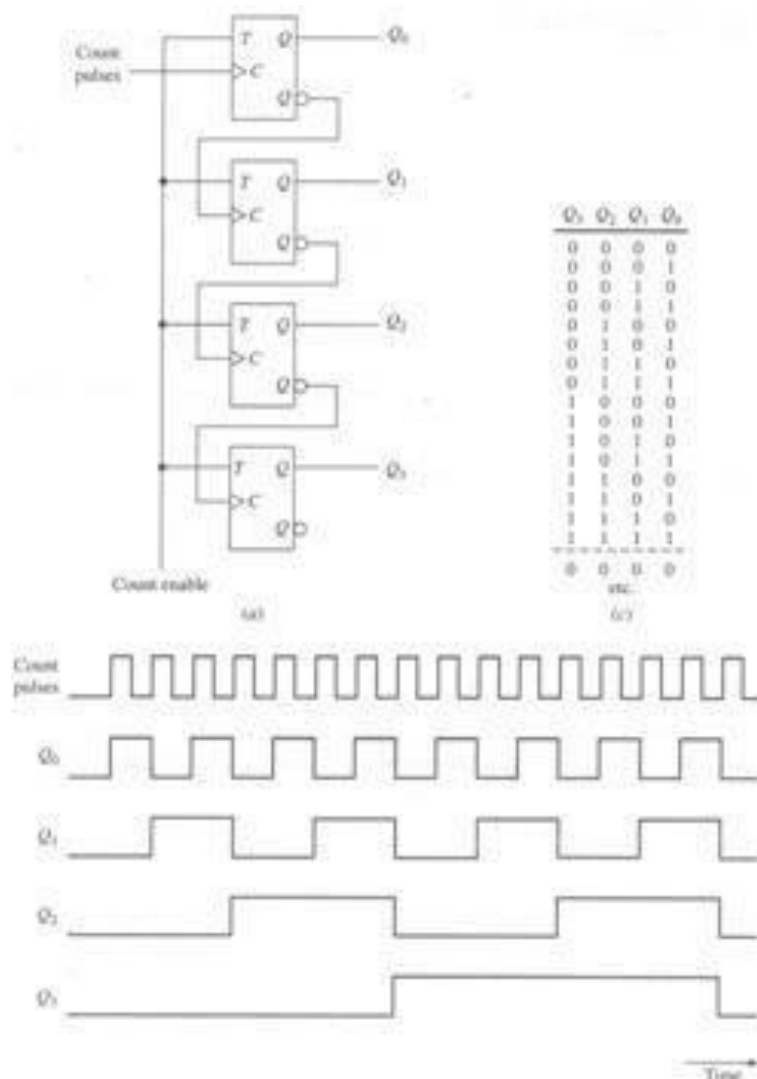 T Q Q₀
Count
pulses
C
Q
T Q Q₁
C
Q
T Q Q₂
C
Q
T Q Q₃
C
Q
Count enable
(a)
Q₃ Q₂ Q₁ Q₀
0 0 0 0
0 0 0 1
0 0 1 0
0 0 1 1
0 1 0 0
0 1 0 1
0 1 1 0
0 1 1 1
1 0 0 0
1 0 0 1
1 0 1 0
1 0 1 1
1 1 0 0
1 1 0 1
1 1 1 0
1 1 1 1
0 0 0 0
etc.
(c)
Count
pulses
Q₀
Q₁
Q₂
Q₃
Time